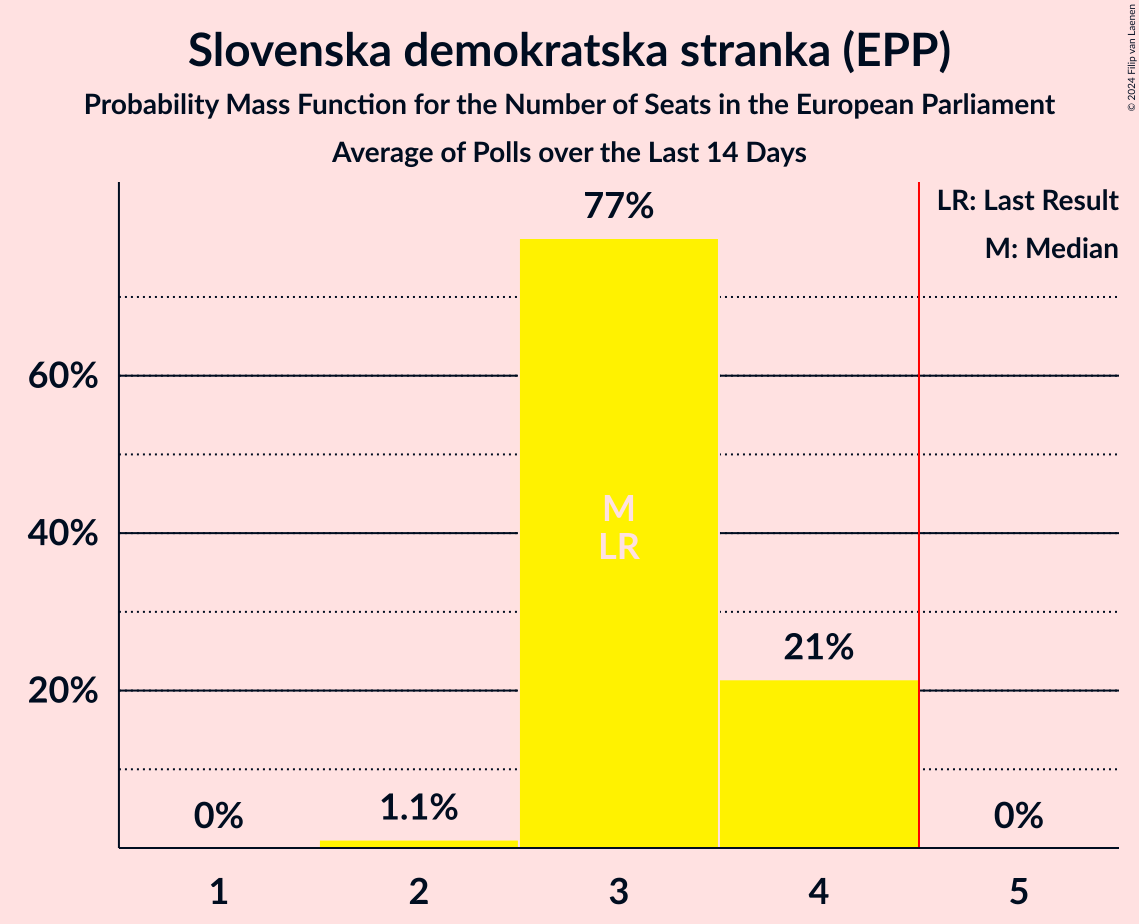 Slovenska demokratska stranka (EPP)
Probability Mass Function for the Number of Seats in the European Parliament
Average of Polls over the Last 14 Days
© 2024 Filip van Laenen
LR: Last Result
M: Median
77%
60%
M
40%
LR
21%
20%
1.1%
0%
0%
1 2 3 4 5